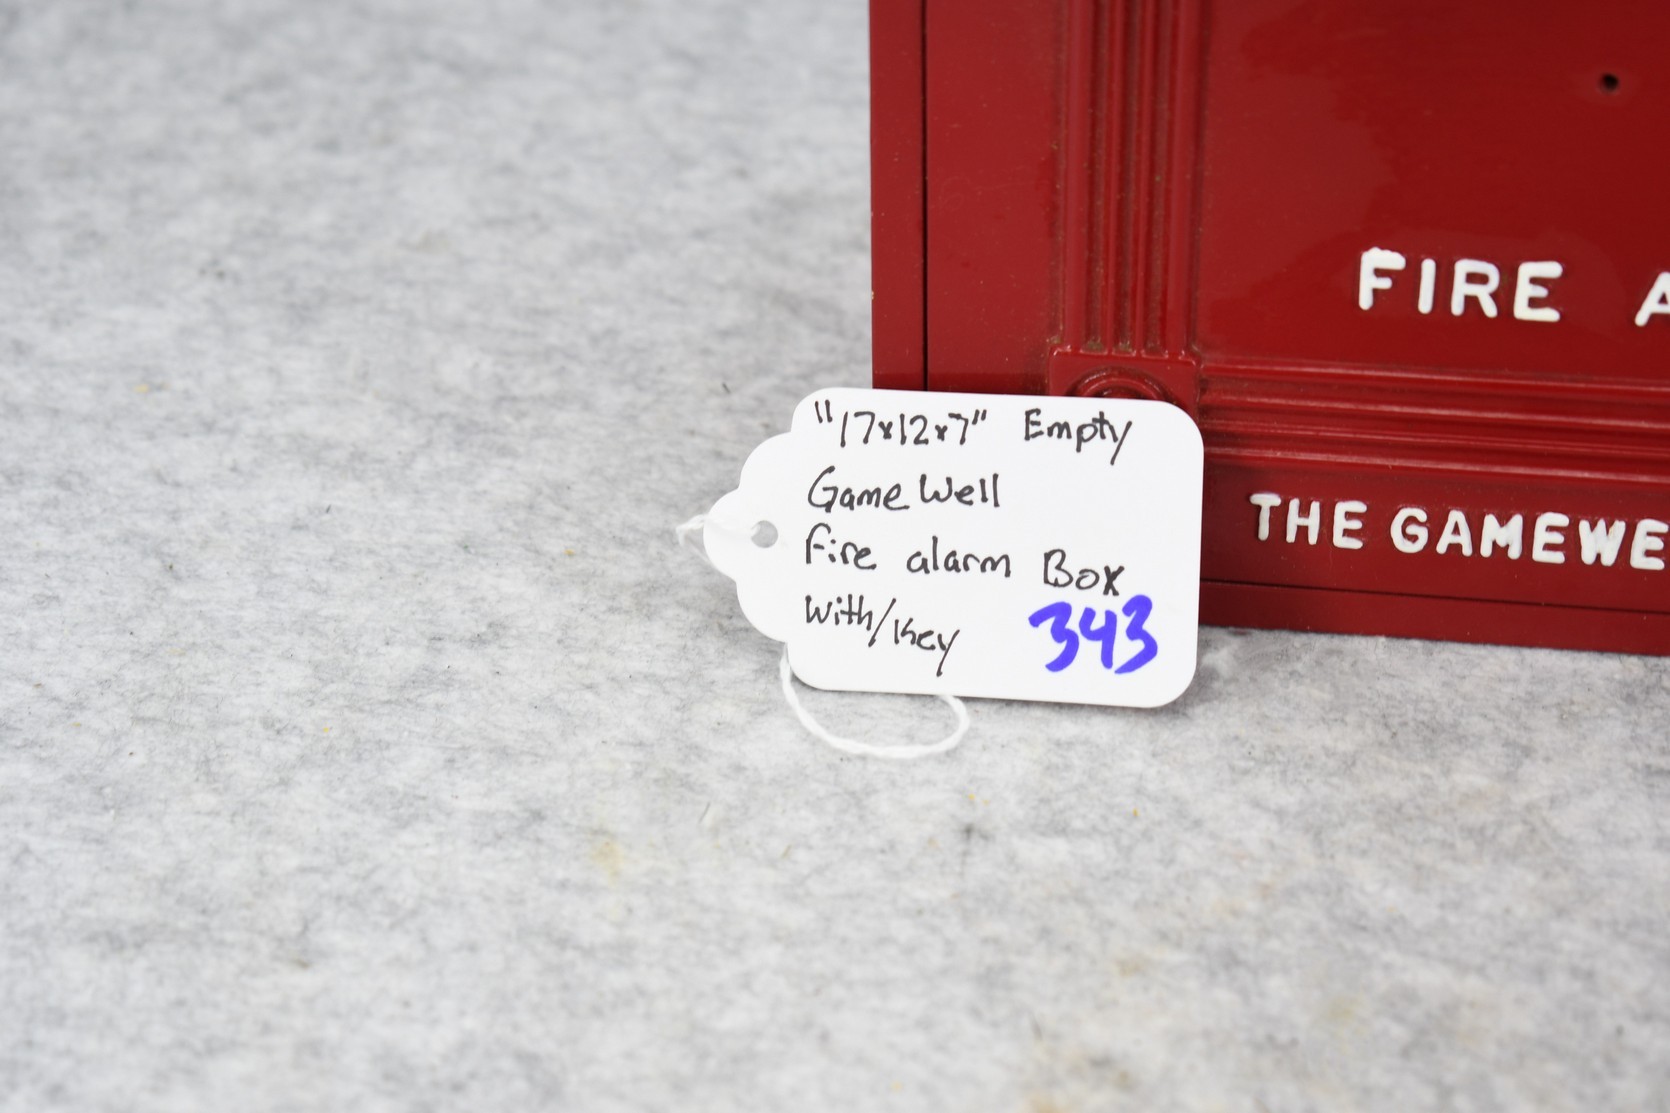 FIRE A
THE GAMEWE
"17x12x7" Empty
Game Well
fire alarm Box
With/Key
343